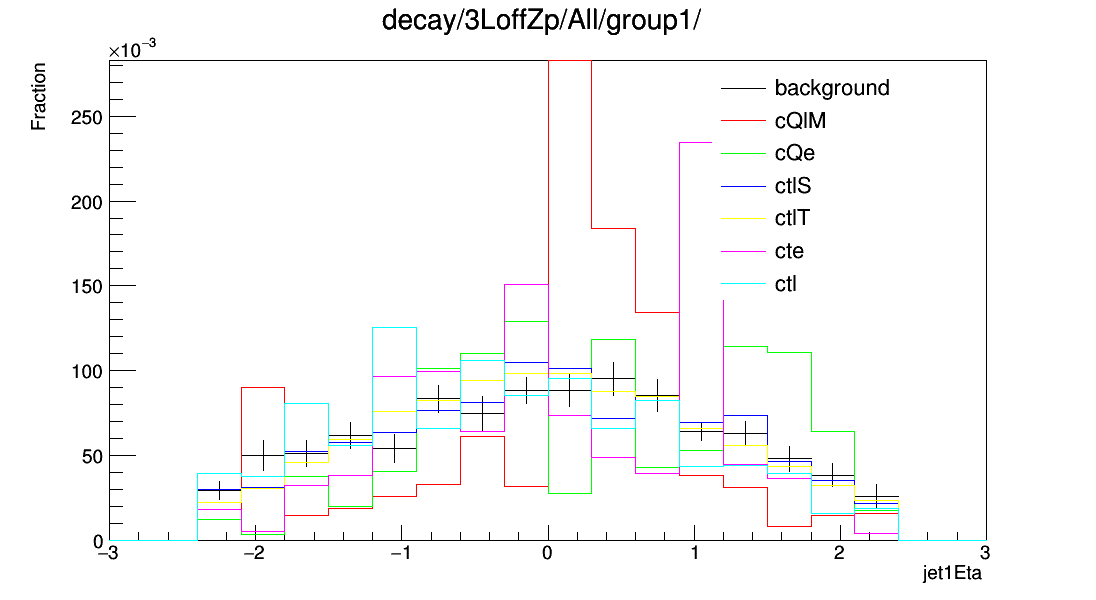 decay/3LoffZp/All/group1/
×10⁻³
Fraction
background
cQlM
cQe
ctlS
ctlT
cte
ctl
250
200
150
100
50
0
−3 −2 −1 0 1 2 3
jet1Eta